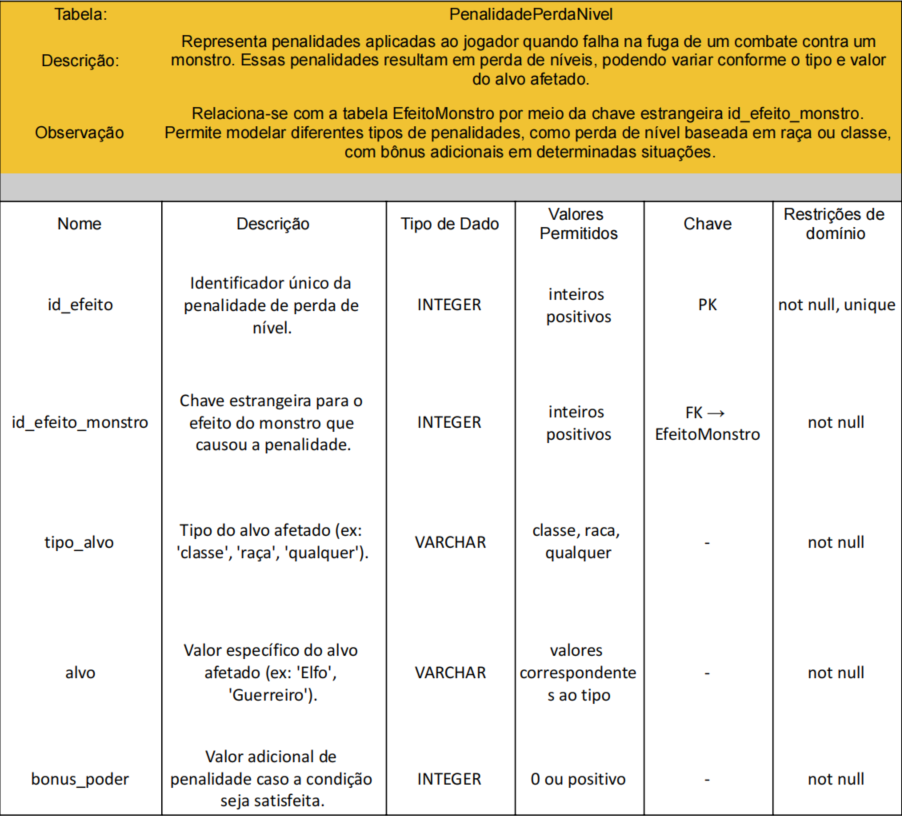 Tabela:
PenalidadePerdaNivel
Descrição:
Representa penalidades aplicadas ao jogador quando falha na fuga de um combate contra um
monstro. Essas penalidades resultam em perda de níveis, podendo variar conforme o tipo e valor
do alvo afetado.
Observação
Relaciona-se com a tabela EfeitoMonstro por meio da chave estrangeira id_efeito_monstro.
Permite modelar diferentes tipos de penalidades, como perda de nível baseada em raça ou classe,
com bônus adicionais em determinadas situações.
Nome
Descrição
Tipo de Dado
Valores
Permitidos
Chave
Restrições de
domínio
id_efeito
Identificador único da
penalidade de perda de
nível.
INTEGER
inteiros
positivos
PK
not null, unique
id_efeito_monstro
Chave estrangeira para o
efeito do monstro que
causou a penalidade.
INTEGER
inteiros
positivos
FK →
EfeitoMonstro
not null
tipo_alvo
Tipo do alvo afetado (ex:
'classe', 'raça', 'qualquer').
VARCHAR
classe, raca,
qualquer
-
not null
alvo
Valor específico do alvo
afetado (ex: 'Elfo',
'Guerreiro').
VARCHAR
valores
correspondente
s ao tipo
-
not null
bonus_poder
Valor adicional de
penalidade caso a condição
seja satisfeita.
INTEGER
0 ou positivo
-
not null